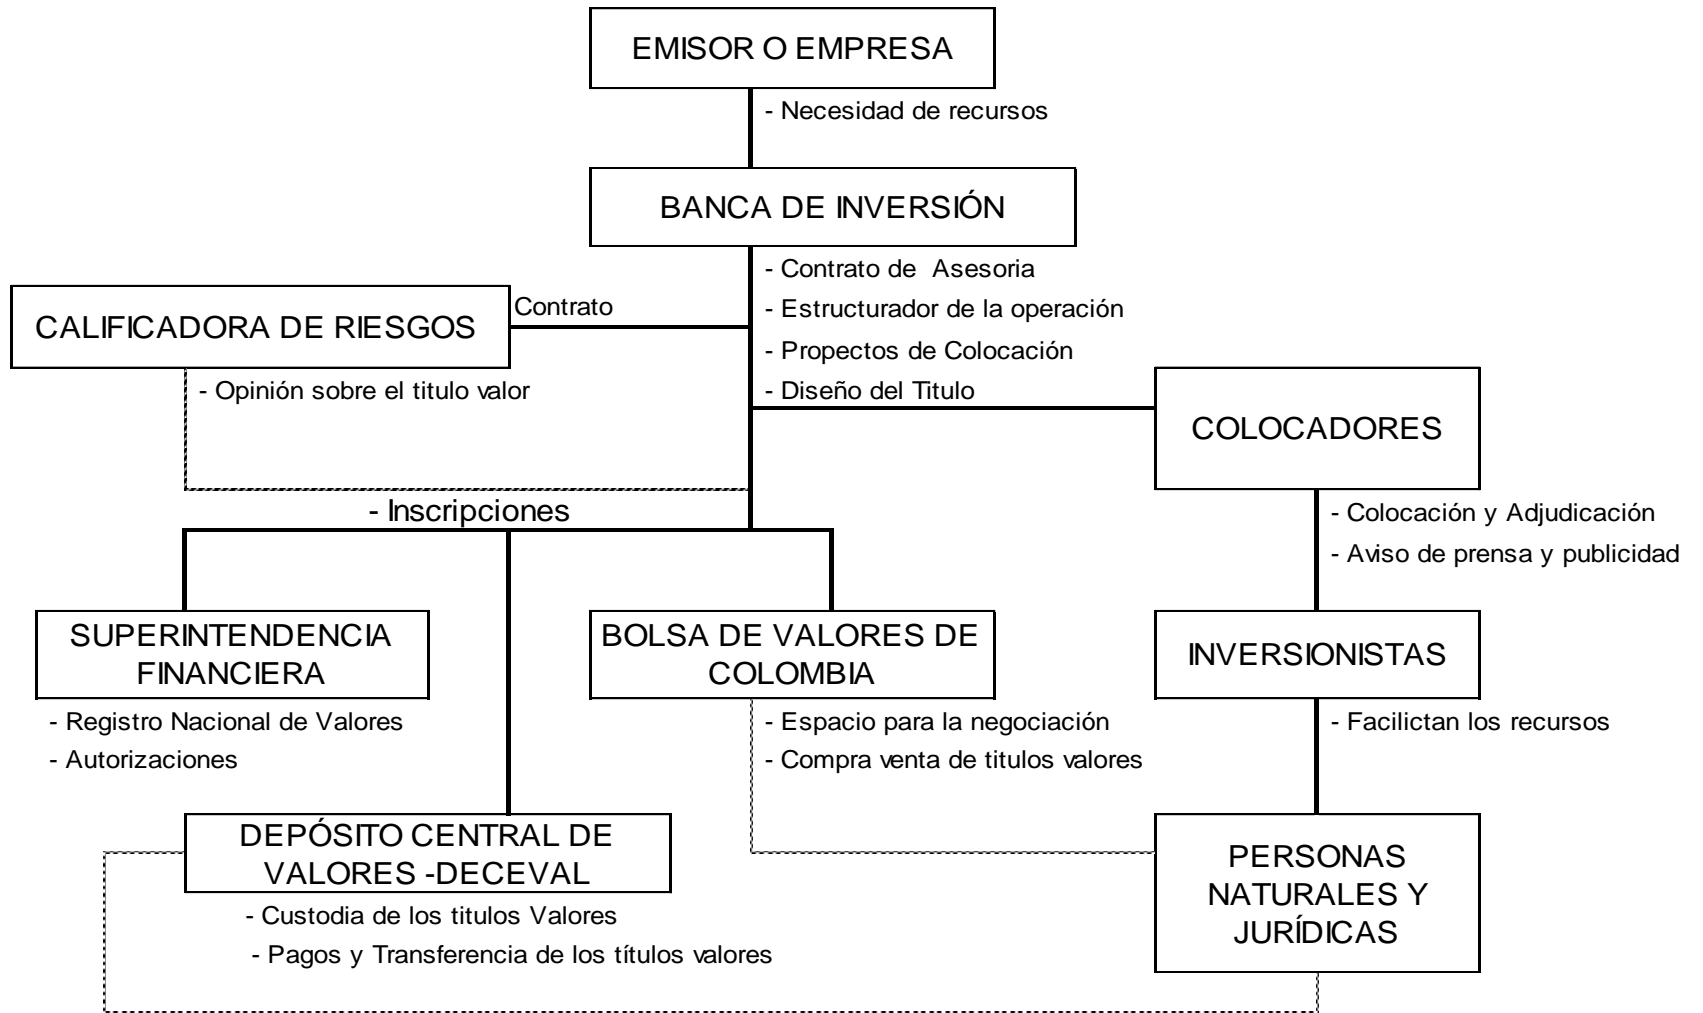 EMISOR O EMPRESA
- Necesidad de recursos
BANCA DE INVERSIÓN
- Contrato de Asesoria
- Estructurador de la operación
- Propectos de Colocación
- Diseño del Titulo
Contrato
CALIFICADORA DE RIESGOS
- Opinión sobre el titulo valor
COLOCADORES
- Colocación y Adjudicación
- Aviso de prensa y publicidad
- Inscripciones
SUPERINTENDENCIA
FINANCIERA
- Registro Nacional de Valores
- Autorizaciones
BOLSA DE VALORES DE
COLOMBIA
- Espacio para la negociación
- Compra venta de titulos valores
INVERSIONISTAS
- Facilictan los recursos
DEPÓSITO CENTRAL DE
VALORES -DECEVAL
- Custodia de los titulos Valores
- Pagos y Transferencia de los títulos valores
PERSONAS
NATURALES Y
JURÍDICAS